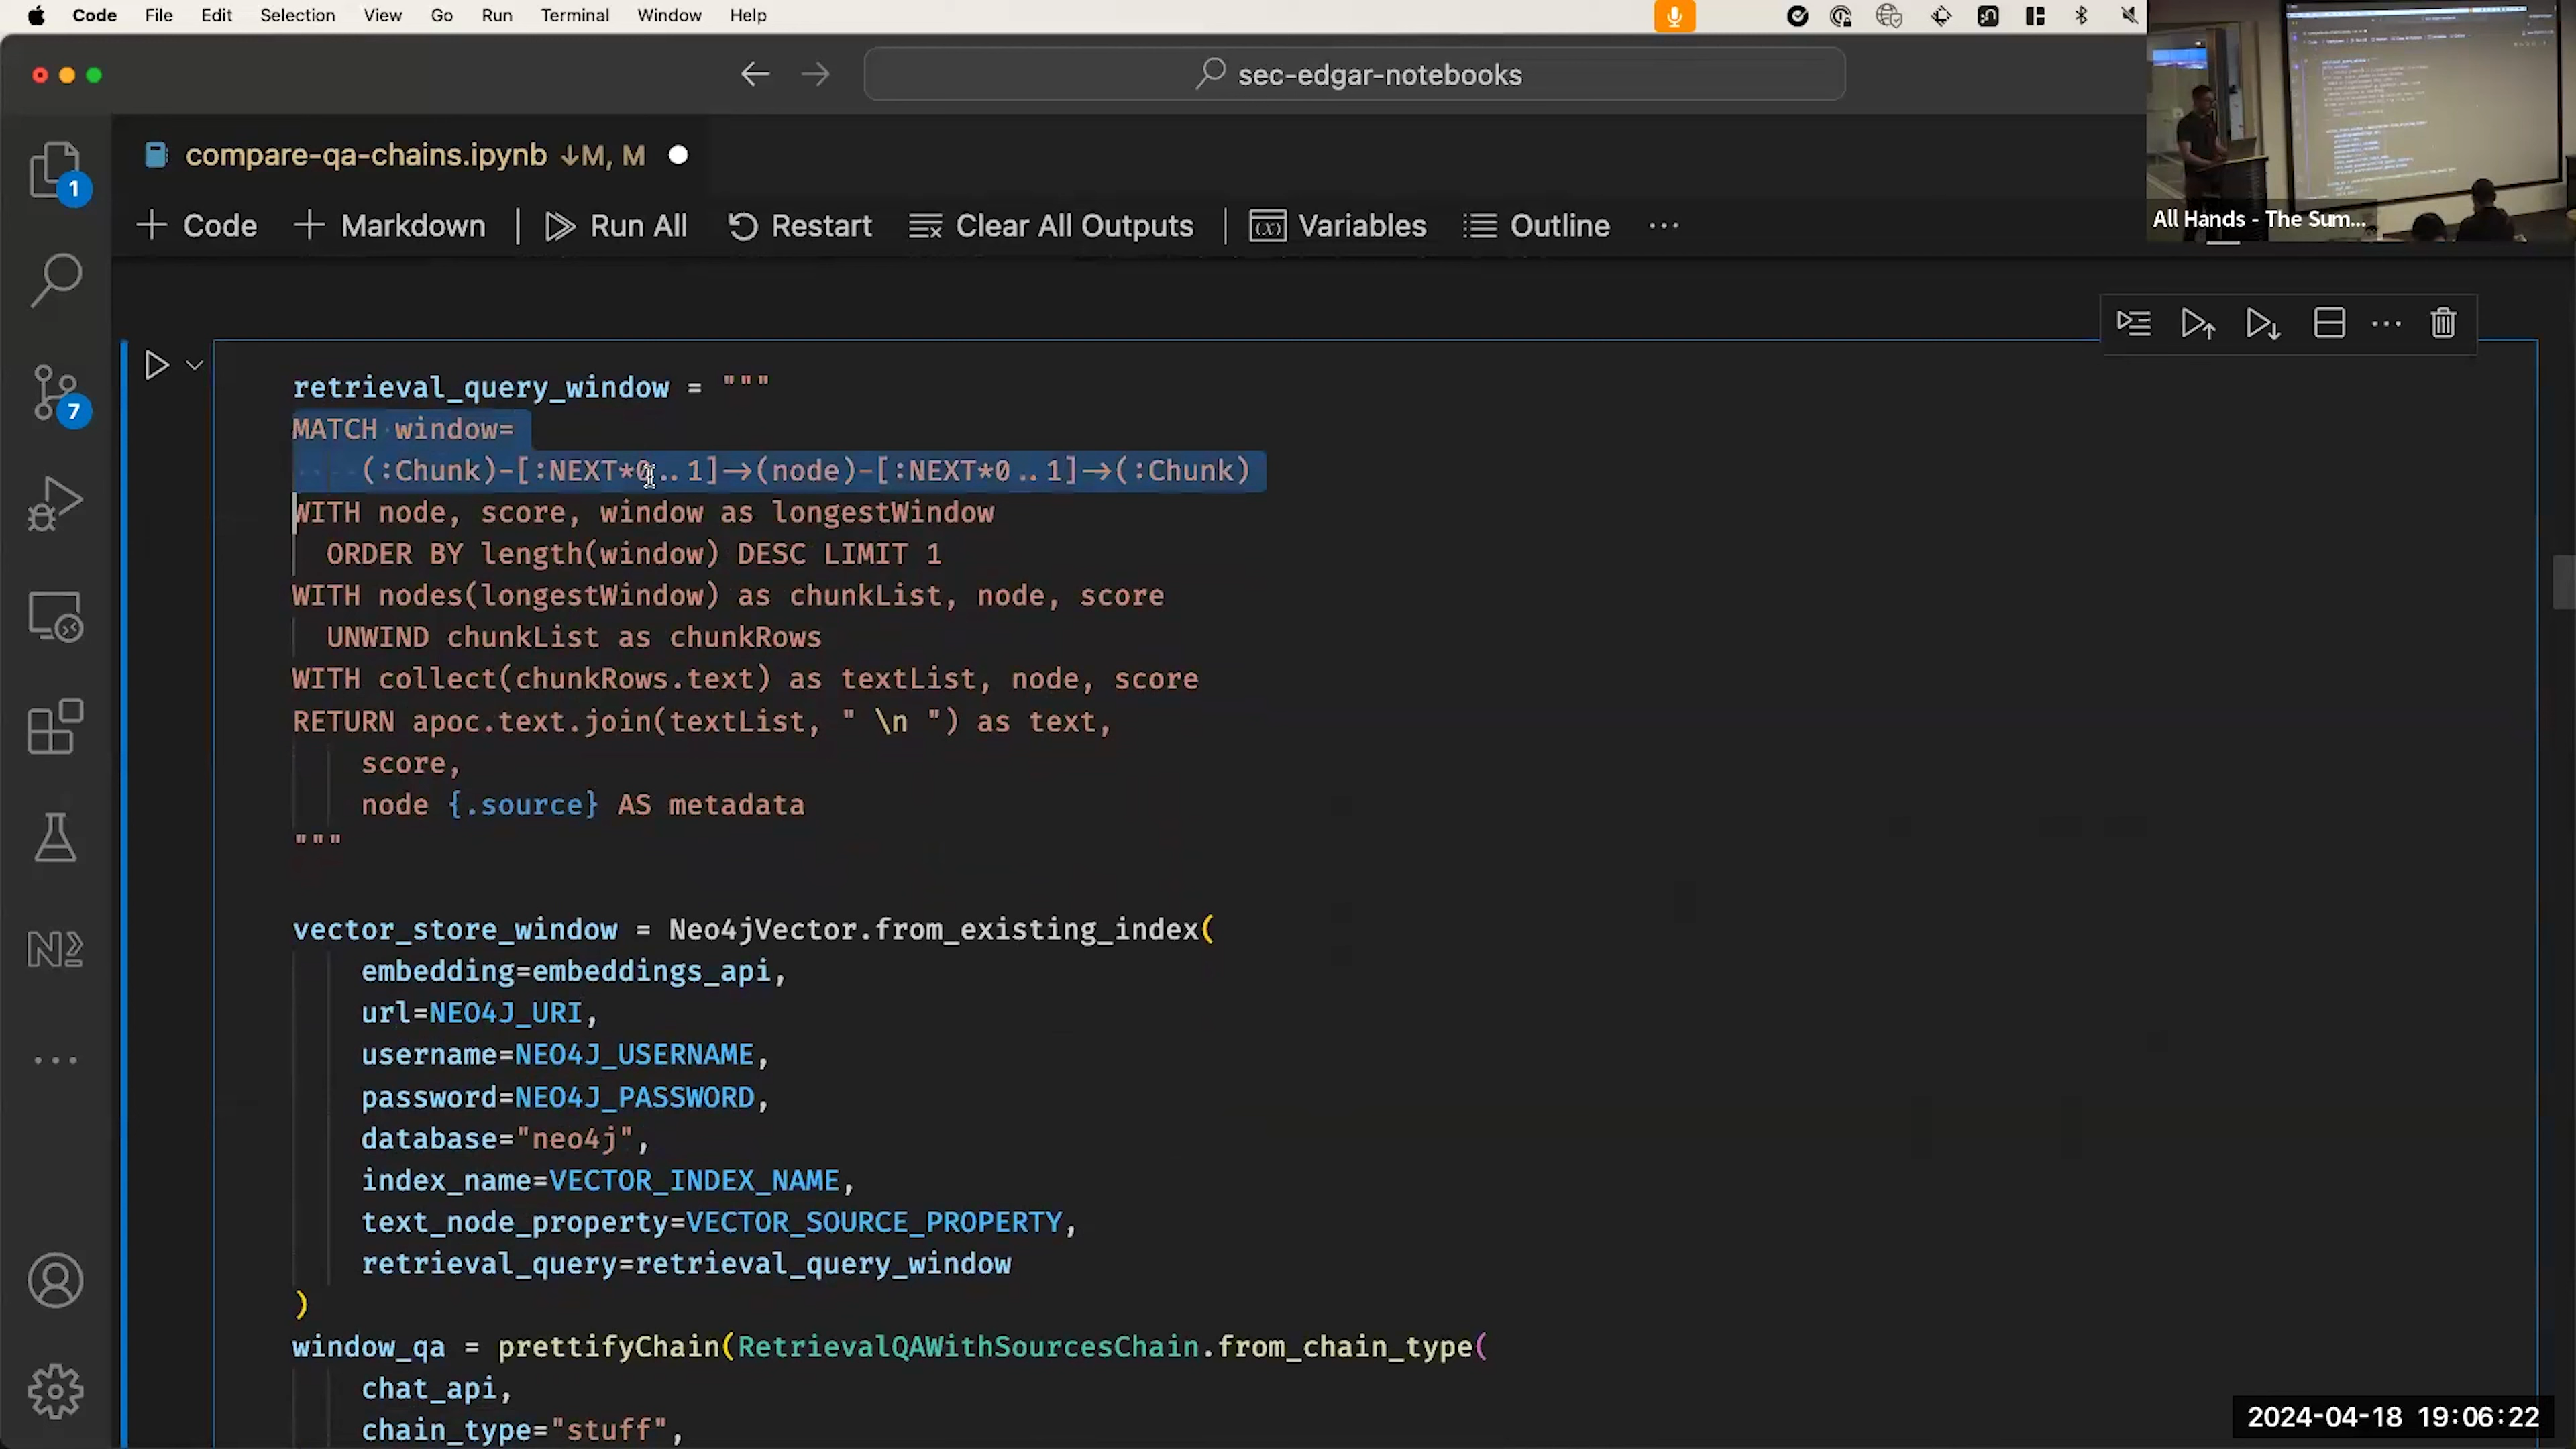 Code File Edit Selection View Go Run Terminal Window Help
sec-edgar-notebooks
compare-qa-chains.ipynb ↓M, M
All Hands - The Sum...
+ Code + Markdown | Run All Restart Clear All Outputs | Variables Outline ...
1
7
retrieval_query_window = """
MATCH window=
(:Chunk)-[:NEXT*0..1]->(node)-[:NEXT*0..1]->(:Chunk)
WITH node, score, window as longestWindow
ORDER BY length(window) DESC LIMIT 1
WITH nodes(longestWindow) as chunkList, node, score
UNWIND chunkList as chunkRows
WITH collect(chunkRows.text) as textList, node, score
RETURN apoc.text.join(textList, " \n ") as text,
score,
node {.source} AS metadata
"""
vector_store_window = Neo4jVector.from_existing_index(
embedding=embeddings_api,
url=NEO4J_URI,
username=NEO4J_USERNAME,
password=NEO4J_PASSWORD,
database="neo4j",
index_name=VECTOR_INDEX_NAME,
text_node_property=VECTOR_SOURCE_PROPERTY,
retrieval_query=retrieval_query_window
)
window_qa = prettifyChain(RetrievalQAWithSourcesChain.from_chain_type(
chat_api,
chain_type="stuff",
2024-04-18 19:06:22